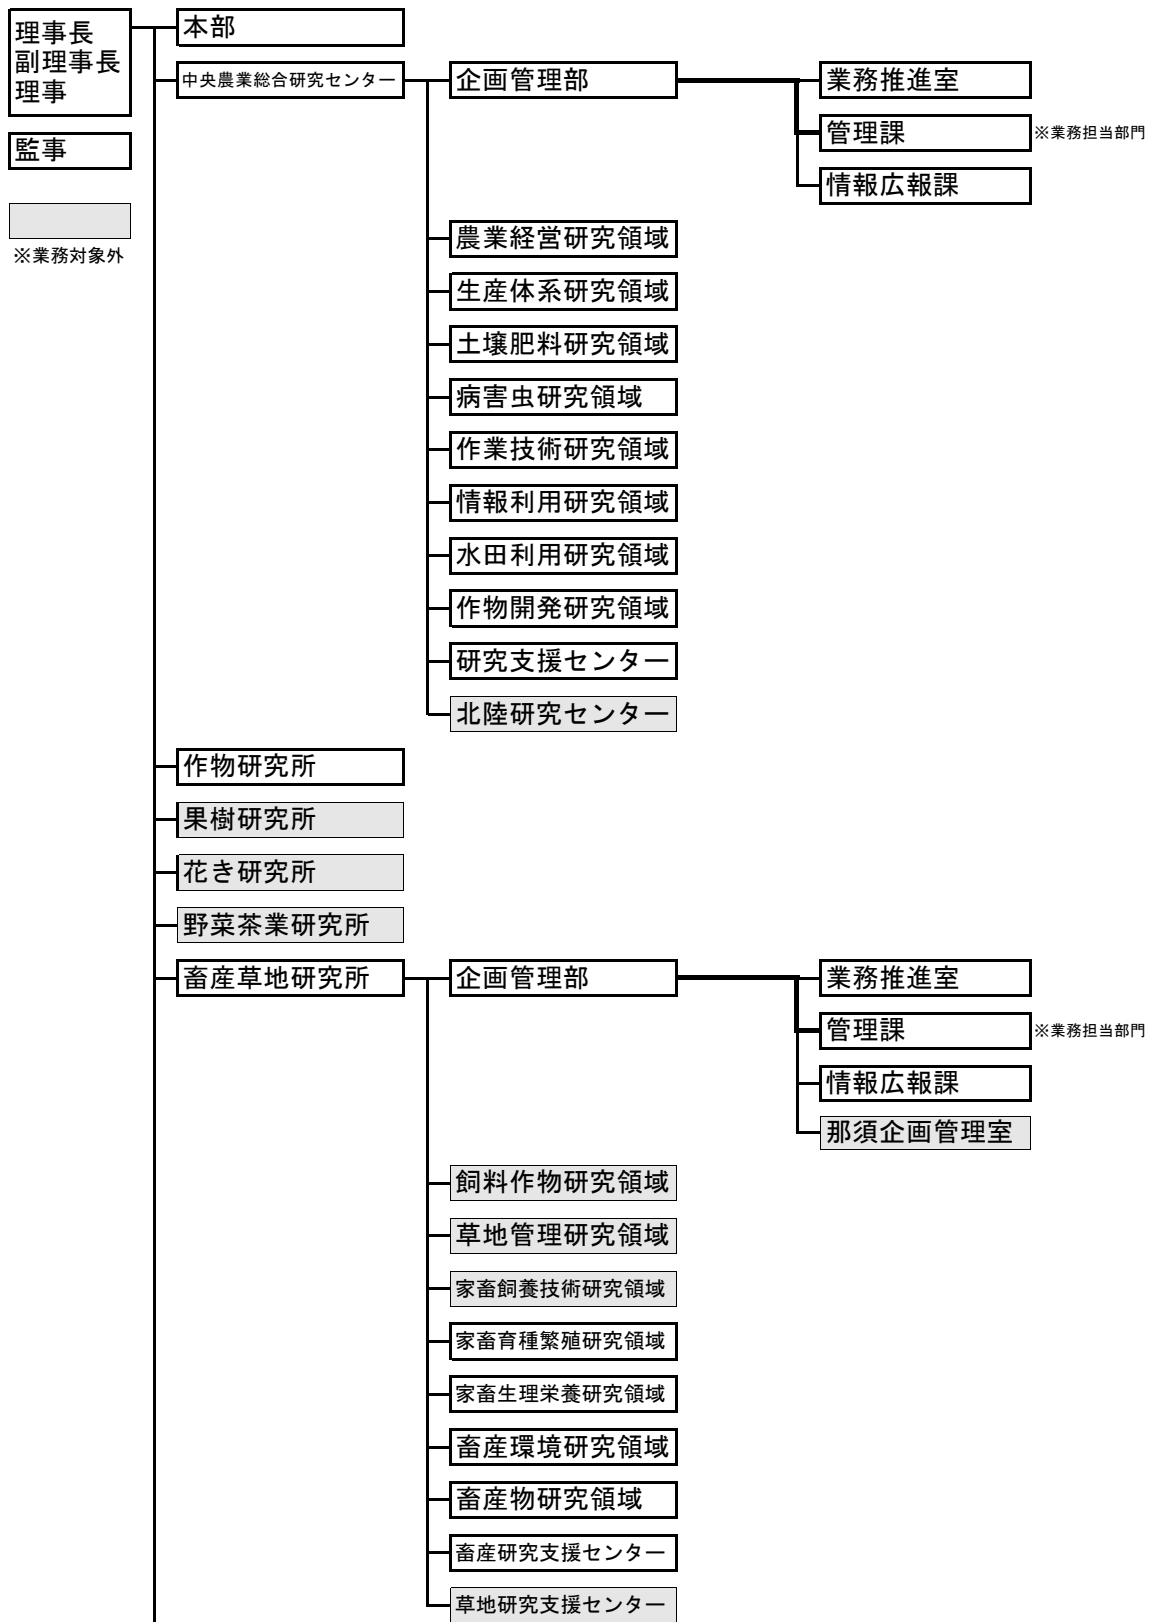 理事長
副理事長
理事
本部
中央農業総合研究センター
企画管理部
業務推進室
管理課
※業務担当部門
情報広報課
監事
※業務対象外
農業経営研究領域
生産体系研究領域
土壌肥料研究領域
病害虫研究領域
作業技術研究領域
情報利用研究領域
水田利用研究領域
作物開発研究領域
研究支援センター
北陸研究センター
作物研究所
果樹研究所
花き研究所
野菜茶業研究所
畜産草地研究所
企画管理部
業務推進室
管理課
※業務担当部門
情報広報課
那須企画管理室
飼料作物研究領域
草地管理研究領域
家畜飼養技術研究領域
家畜育種繁殖研究領域
家畜生理栄養研究領域
畜産環境研究領域
畜産物研究領域
畜産研究支援センター
草地研究支援センター